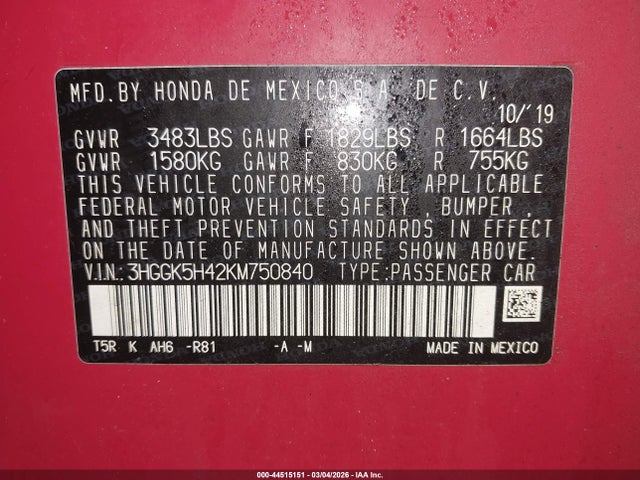 MFD.BY HONDA DE MEXICO S.A. DE C.V.
10/'19
GVWR 3483LBS GAWR F 1829LBS R 1664LBS
GVWR 1580KG GAWR F 830KG R 755KG
THIS VEHICLE CONFORMS TO ALL APPLICABLE
FEDERAL MOTOR VEHICLE SAFETY , BUMPER ,
AND THEFT PREVENTION STANDARDS IN EFFECT
ON THE DATE OF MANUFACTURE SHOWN ABOVE.
V.I.N.: 3HGGK5H42KM750840 TYPE:PASSENGER CAR
T5R K AH6 -R81 -A -M MADE IN MEXICO
000-44515151 — 03/04/2026 — IAA Inc.